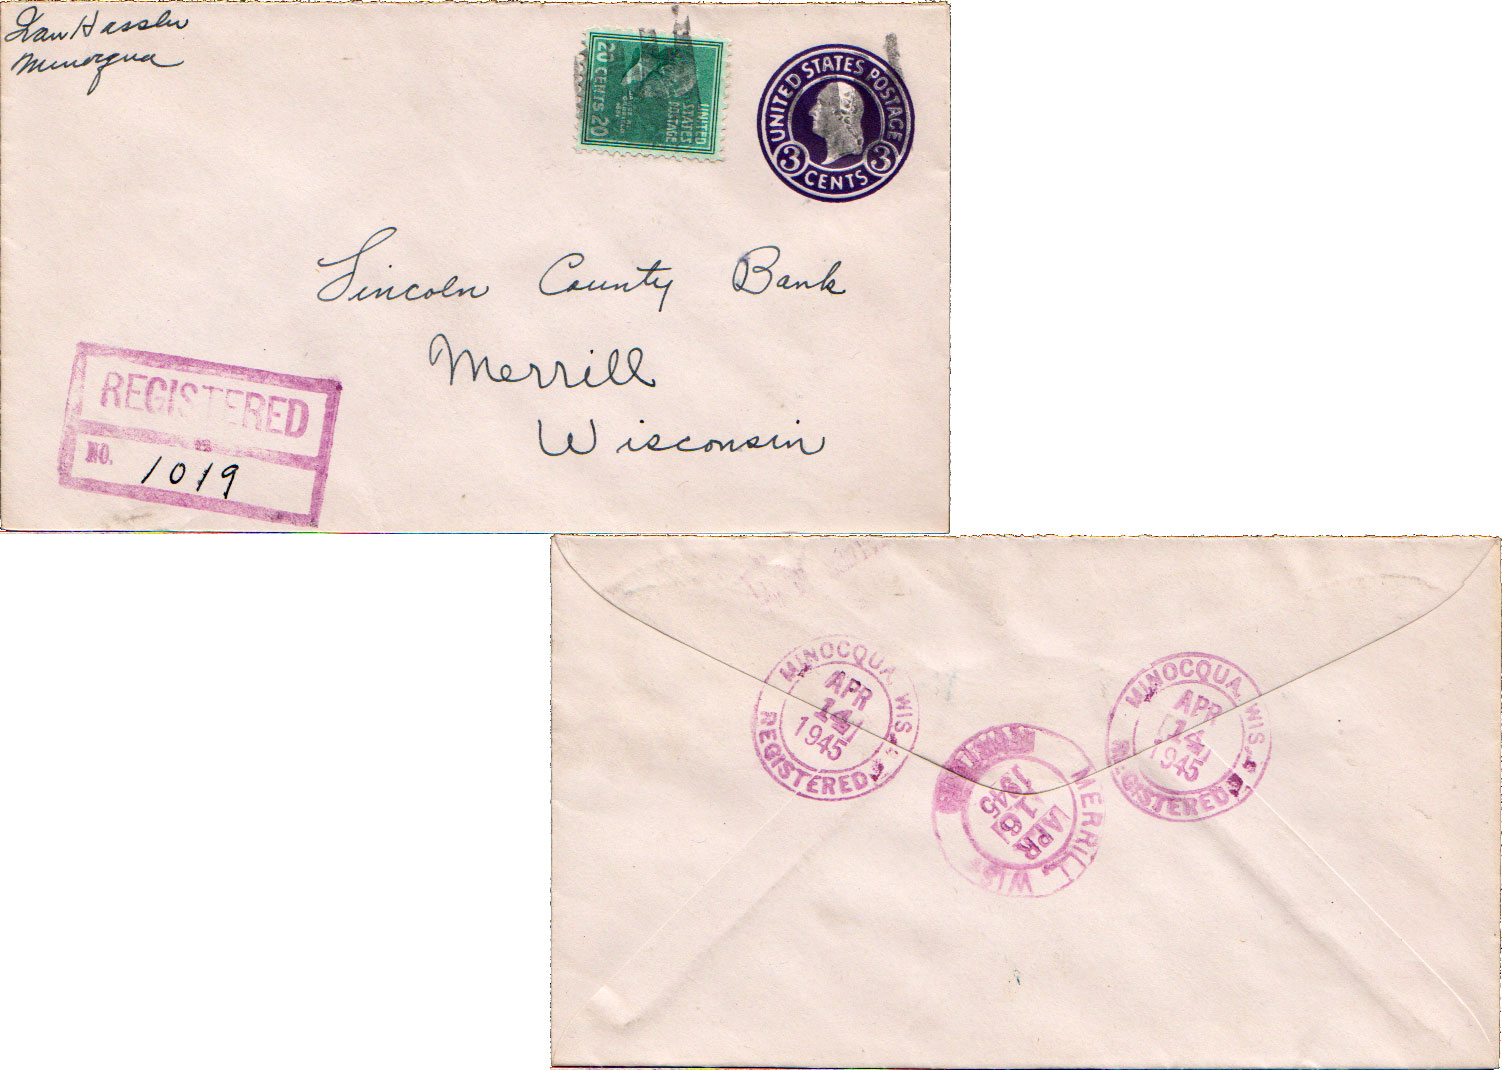 Hassler
Minocqua
20 CENTS 20
UNITED
STATES
POSTAGE
UNITED STATES POSTAGE
3 CENTS 3
Lincoln County Bank
Merrill
Wisconsin
REGISTERED
NO. 1019
MINOCQUA, WIS.
APR
14
1945
REGISTERED
MERRILL, WIS.
APR
16
1945
MINOCQUA, WIS.
APR
14
1945
REGISTERED